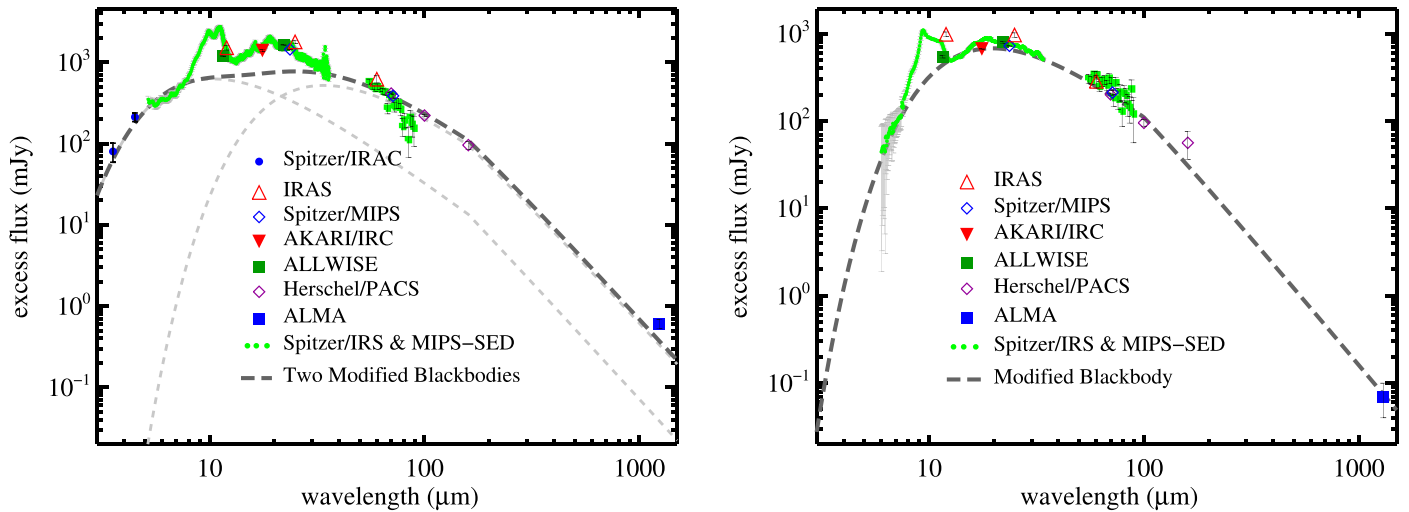 excess flux (mJy)
10³
10²
10¹
10⁰
10⁻¹
Spitzer/IRAC
IRAS
Spitzer/MIPS
AKARI/IRC
ALLWISE
Herschel/PACS
ALMA
Spitzer/IRS & MIPS−SED
Two Modified Blackbodies
10 100 1000
wavelength (μm)
excess flux (mJy)
10³
10²
10¹
10⁰
10⁻¹
IRAS
Spitzer/MIPS
AKARI/IRC
ALLWISE
Herschel/PACS
ALMA
Spitzer/IRS & MIPS−SED
Modified Blackbody
10 100 1000
wavelength (μm)